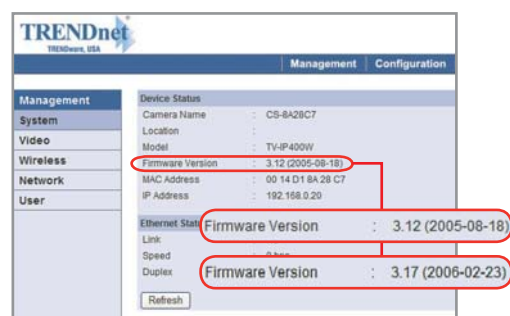 TRENDnet
TRENDware, USA
Management | Configuration
Management
System
Video
Wireless
Network
User
Device Status
Camera Name : CS-8A28C7
Location :
Model : TV-IP400W
Firmware Version : 3.12 (2005-08-18)
MAC Address : 00 14 D1 8A 28 C7
IP Address : 192.168.0.20
Ethernet
Firmware Version : 3.12 (2005-08-18)
Link
Speed
Duplex
Firmware Version : 3.17 (2006-02-23)
Refresh